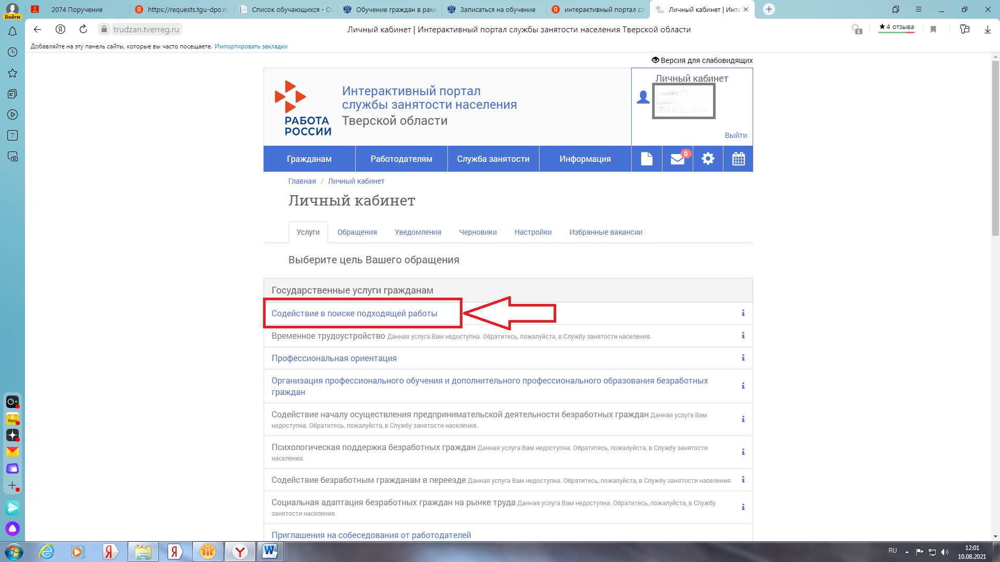 Войти
2074 Поручение
https://requests.tgu-dpo.ru
Список обучающихся - Ос
Обучение граждан в рам
Записаться на обучение
интерактивный портал сл
Личный кабинет | Инте
trudzan.tverreg.ru
Личный кабинет | Интерактивный портал службы занятости населения Тверской области
1
★4 отзыва
Добавляйте на эту панель сайты, которые вы часто посещаете. Импортировать закладки
7
Маркет
Версия для слабовидящих
РАБОТА
РОССИИ
Интерактивный портал
службы занятости населения
Тверской области
Личный кабинет
Выйти
Гражданам
Работодателям
Служба занятости
Информация
0
Главная / Личный кабинет
Личный кабинет
Услуги
Обращения
Уведомления
Черновики
Настройки
Избранные вакансии
Выберите цель Вашего обращения
Государственные услуги гражданам
Содействие в поиске подходящей работы
Временное трудоустройство Данная услуга Вам недоступна. Обратитесь, пожалуйста, в Службу занятости населения.
Профессиональная ориентация
Организация профессионального обучения и дополнительного профессионального образования безработных
граждан
Содействие началу осуществления предпринимательской деятельности безработных граждан Данная услуга Вам
недоступна. Обратитесь, пожалуйста, в Службу занятости населения.
Психологическая поддержка безработных граждан Данная услуга Вам недоступна. Обратитесь, пожалуйста, в Службу занятости
населения.
Содействие безработным гражданам в переезде Данная услуга Вам недоступна. Обратитесь, пожалуйста, в Службу занятости населения.
Социальная адаптация безработных граждан на рынке труда Данная услуга Вам недоступна. Обратитесь, пожалуйста, в Службу
занятости населения.
Приглашения на собеседования от работодателей
RU
12:01
10.08.2021